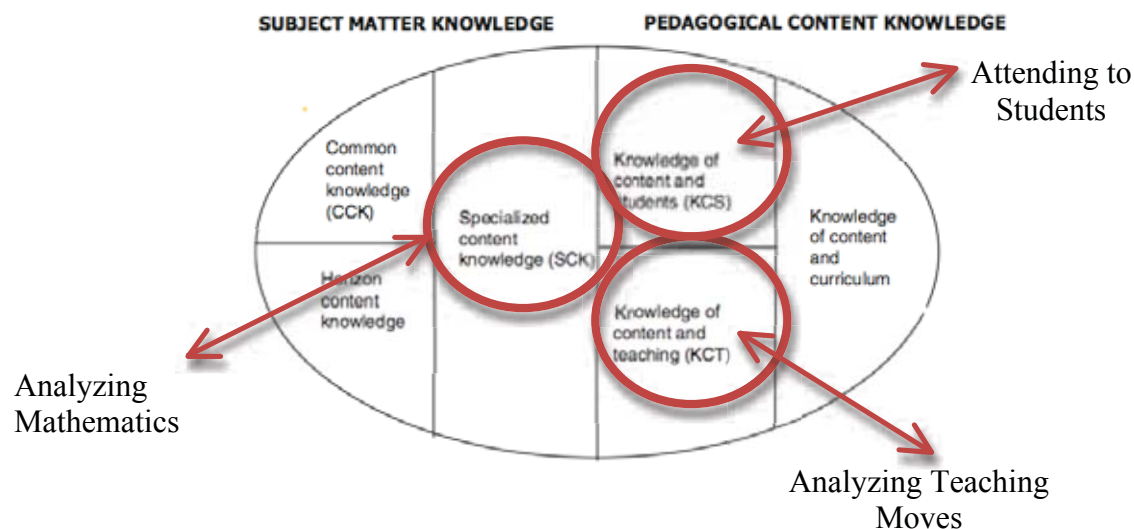 SUBJECT MATTER KNOWLEDGE
PEDAGOGICAL CONTENT KNOWLEDGE
Attending to
Students
Common
content
knowledge
(CCK)
Specialized
content
knowledge (SCK)
Knowledge of
content and
students (KCS)
Knowledge
of content
and
curriculum
Horizon
content
knowledge
Knowledge of
content and
teaching (KCT)
Analyzing
Mathematics
Analyzing Teaching
Moves